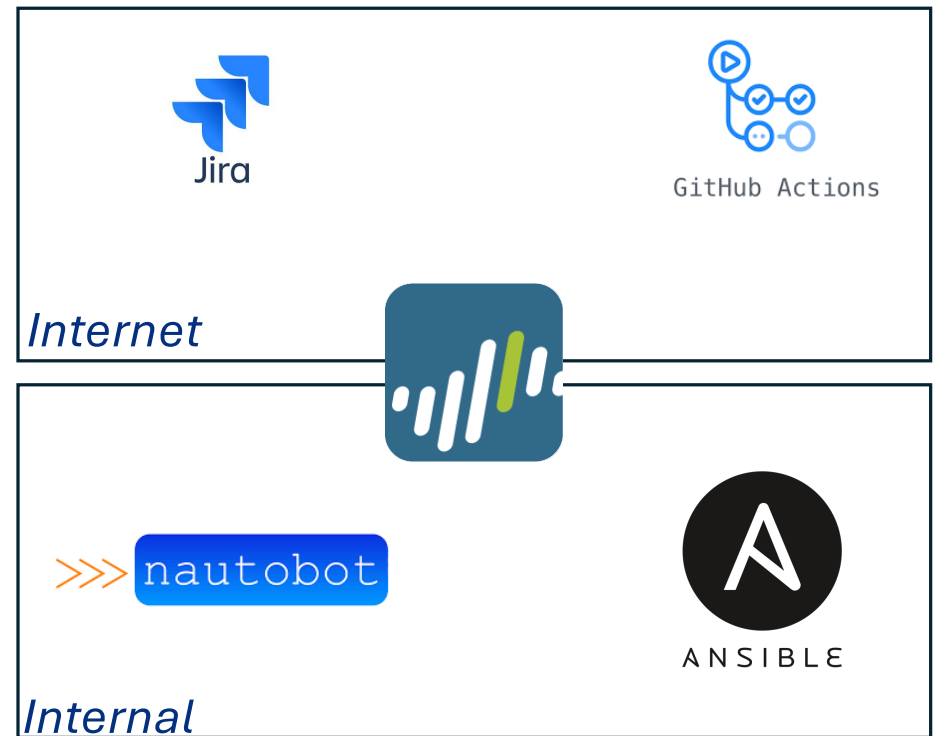 Jira
GitHub Actions
Internet
>>> nautobot
ANSIBLE
Internal